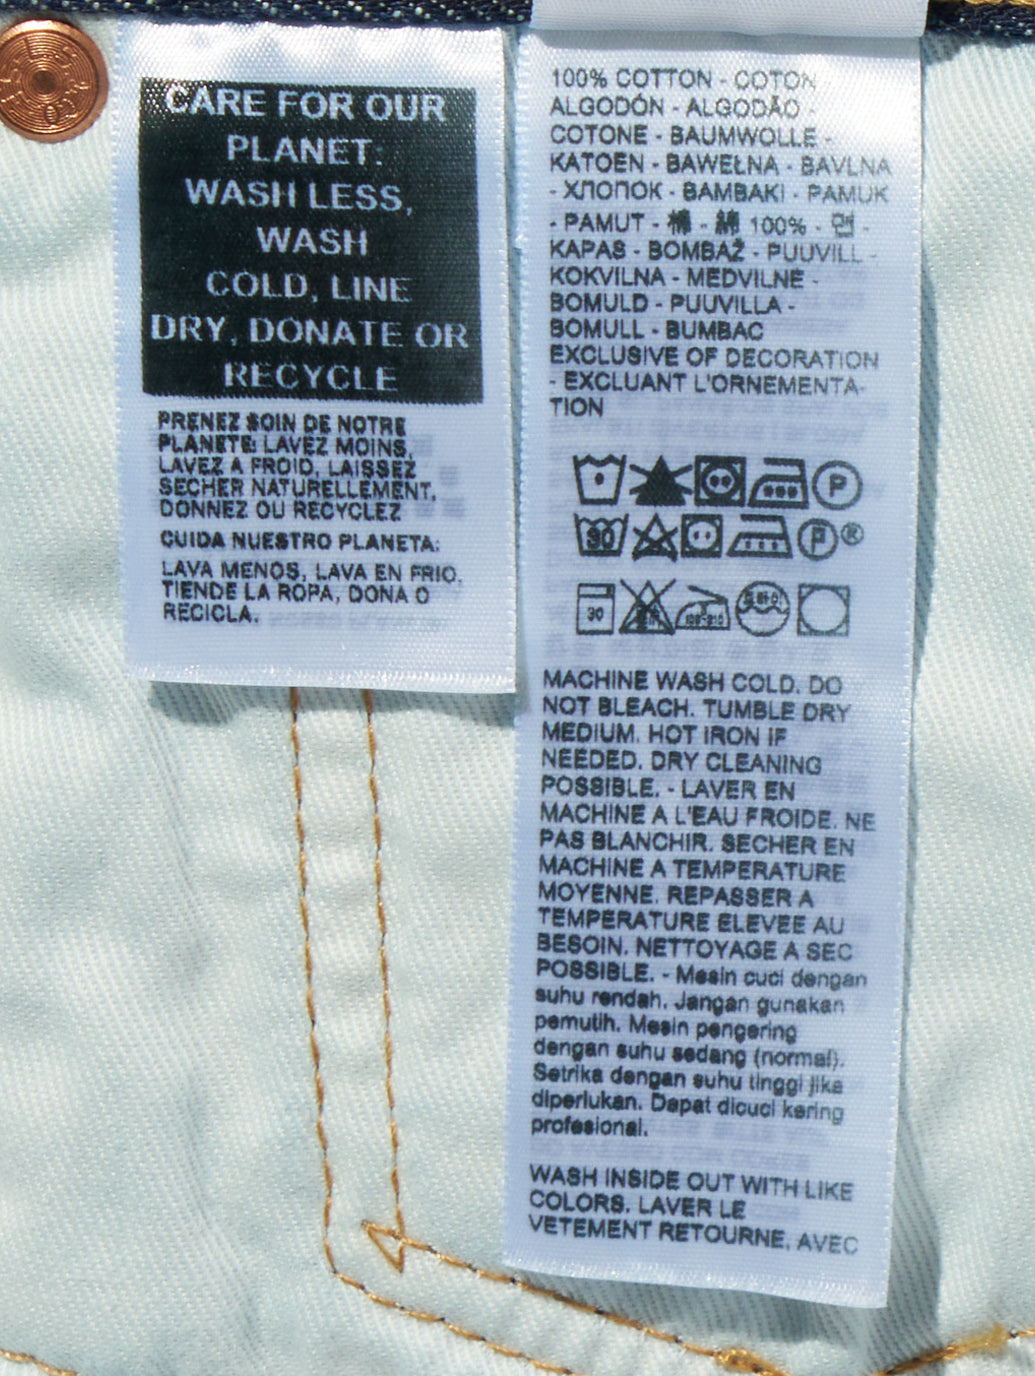 CARE FOR OUR
PLANET:
WASH LESS,
WASH
COLD, LINE
DRY, DONATE OR
RECYCLE
PRENEZ SOIN DE NOTRE
PLANETE: LAVEZ MOINS,
LAVEZ A FROID, LAISSEZ
SECHER NATURELLEMENT,
DONNEZ OU RECYCLEZ
CUIDA NUESTRO PLANETA:
LAVA MENOS, LAVA EN FRIO,
TIENDE LA ROPA, DONA O
RECICLA.
100% COTTON - COTON
ALGODÓN - ALGODÃO -
COTONE - BAUMWOLLE -
KATOEN - BAWEŁNA - BAVLNA
- ХЛОПОК - BAMBAKI - PAMUK
- PAMUT - 棉 - 綿 100% - 면 -
KAPAS - BOMBAŽ - PUUVILL -
KOKVILNA - MEDVILNE -
BOMULD - PUUVILLA -
BOMULL - BUMBAC
EXCLUSIVE OF DECORATION
- EXCLUANT L'ORNEMENTA-
TION
P
30 P ®
30
MACHINE WASH COLD. DO
NOT BLEACH. TUMBLE DRY
MEDIUM. HOT IRON IF
NEEDED. DRY CLEANING
POSSIBLE. - LAVER EN
MACHINE A L'EAU FROIDE. NE
PAS BLANCHIR. SECHER EN
MACHINE A TEMPERATURE
MOYENNE. REPASSER A
TEMPERATURE ELEVEE AU
BESOIN. NETTOYAGE A SEC
POSSIBLE. - Mesin cuci dengan
suhu rendah. Jangan gunakan
pemutih. Mesin pengering
dengan suhu sedang (normal).
Setrika dengan suhu tinggi jika
diperlukan. Dapat dicuci kering
profesional.
WASH INSIDE OUT WITH LIKE
COLORS. LAVER LE
VETEMENT RETOURNE, AVEC